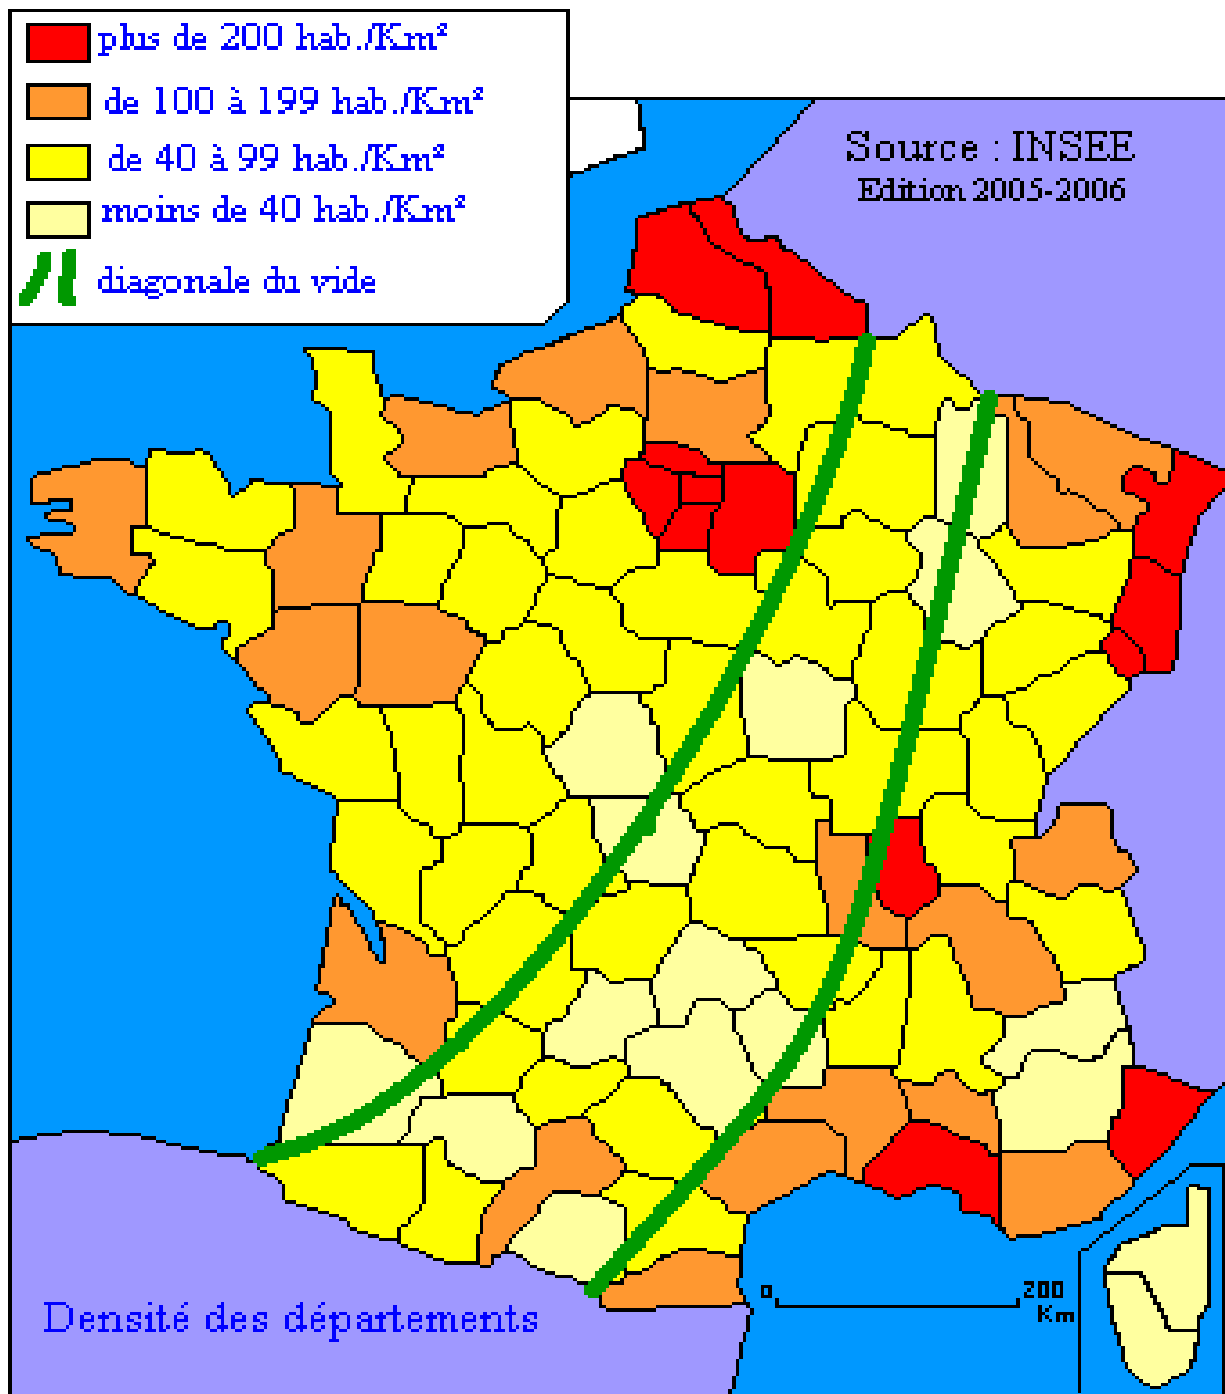 plus de 200 hab./Km²
de 100 à 199 hab./Km²
de 40 à 99 hab./Km²
moins de 40 hab./Km²
diagonale du vide
Source : INSEE
Edition 2005-2006
Densité des départements
0 200
Km